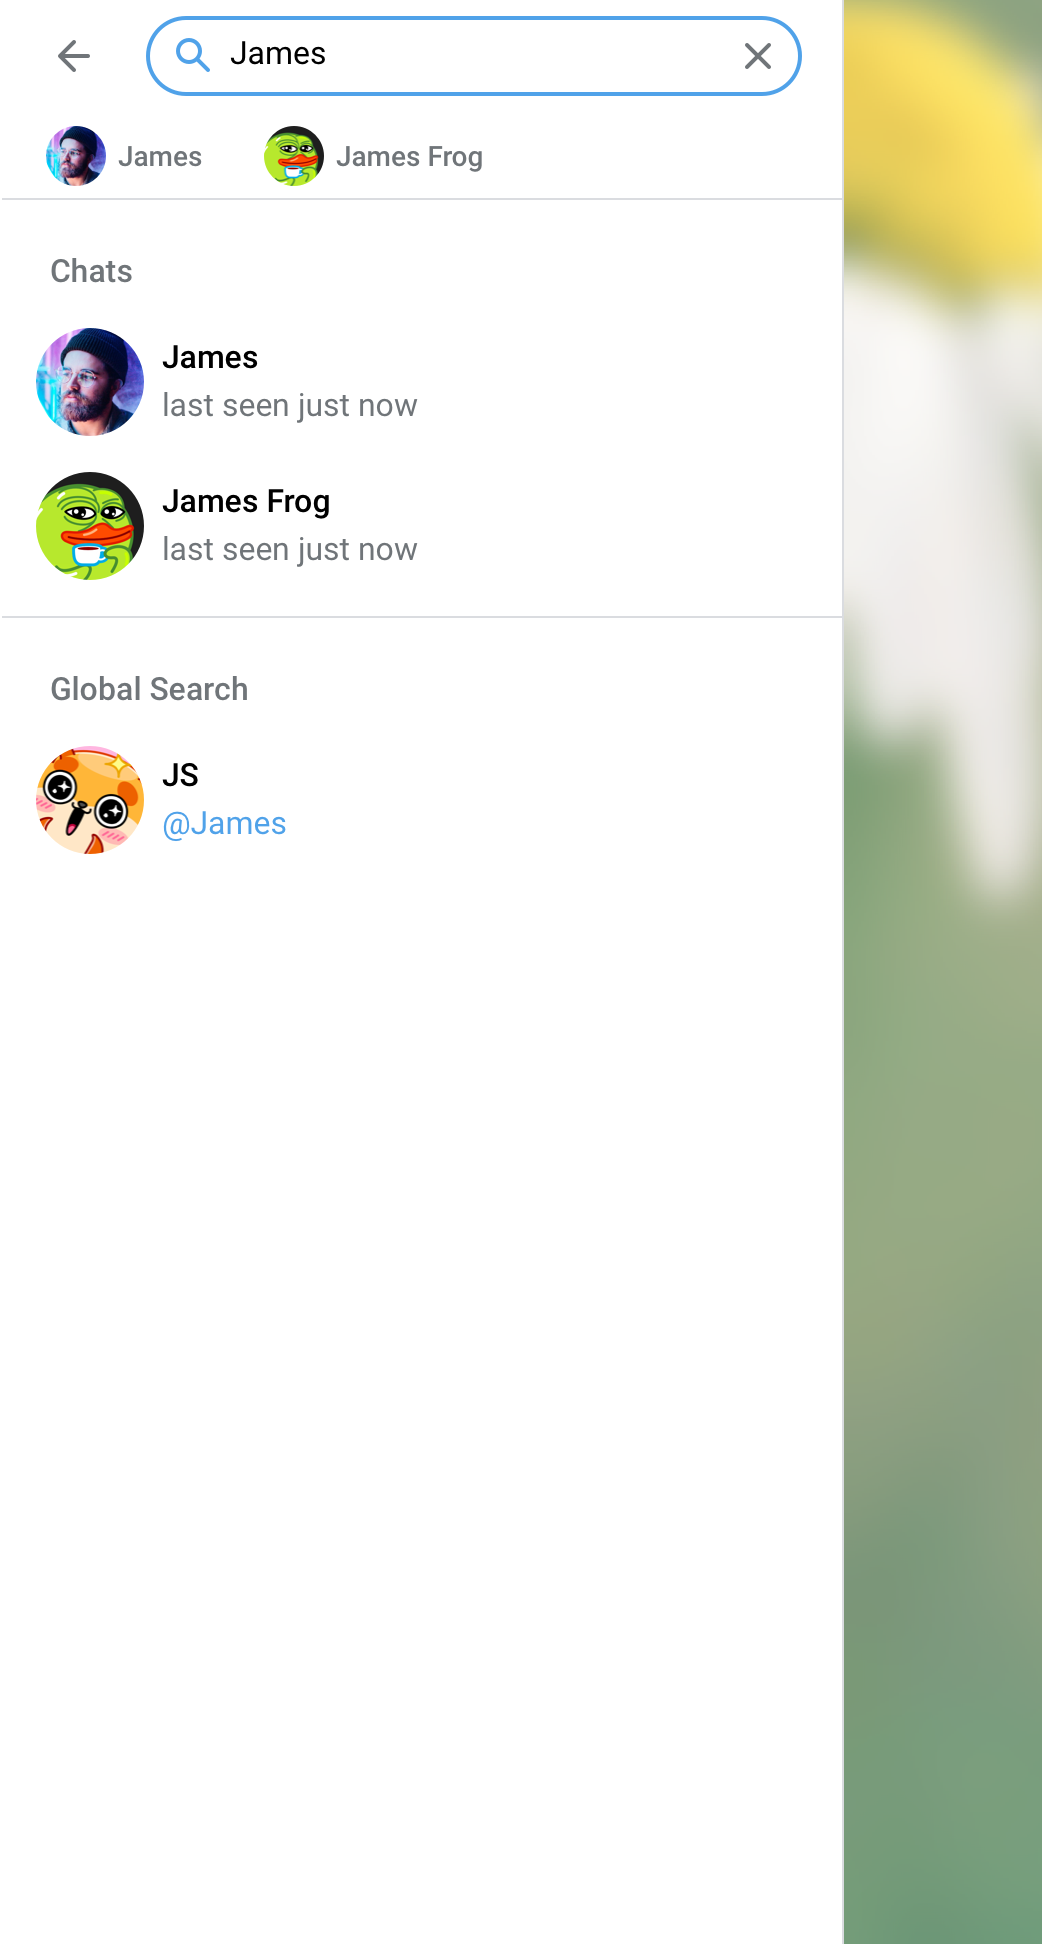 James
James
James Frog
Chats
James
last seen just now
James Frog
last seen just now
Global Search
JS
@James